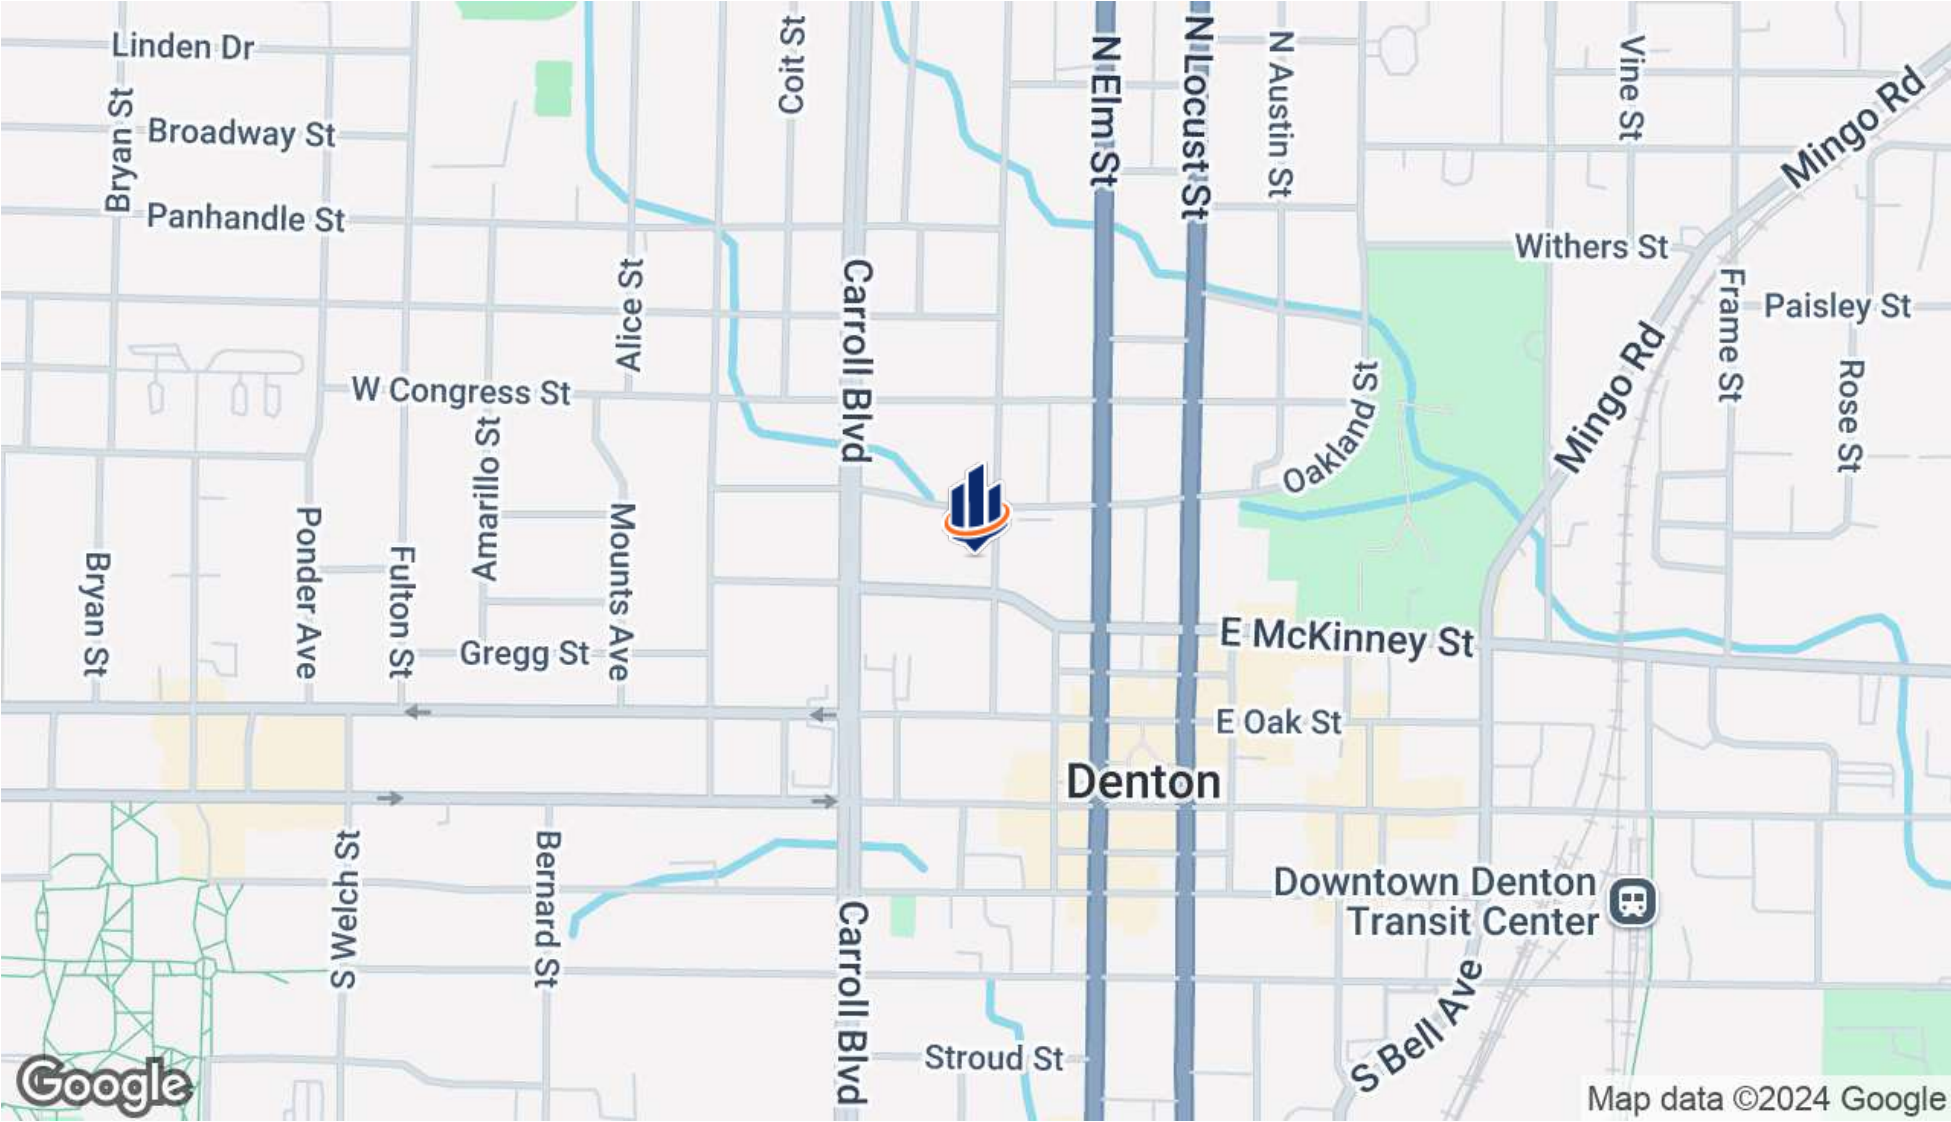 Linden Dr
Coit St
N Elm St
N Locust St
N Austin St
Vine St
Mingo Rd
Bryan St
Broadway St
Panhandle St
Withers St
Alice St
Carroll Blvd
Frame St
Paisley St
W Congress St
Oakland St
Mingo Rd
Rose St
Amarillo St
Ponder Ave
Mounts Ave
Bryan St
Fulton St
Gregg St
E McKinney St
E Oak St
Denton
S Welch St
Bernard St
Downtown Denton
Transit Center
Carroll Blvd
S Bell Ave
Stroud St
Google
Map data ©2024 Google